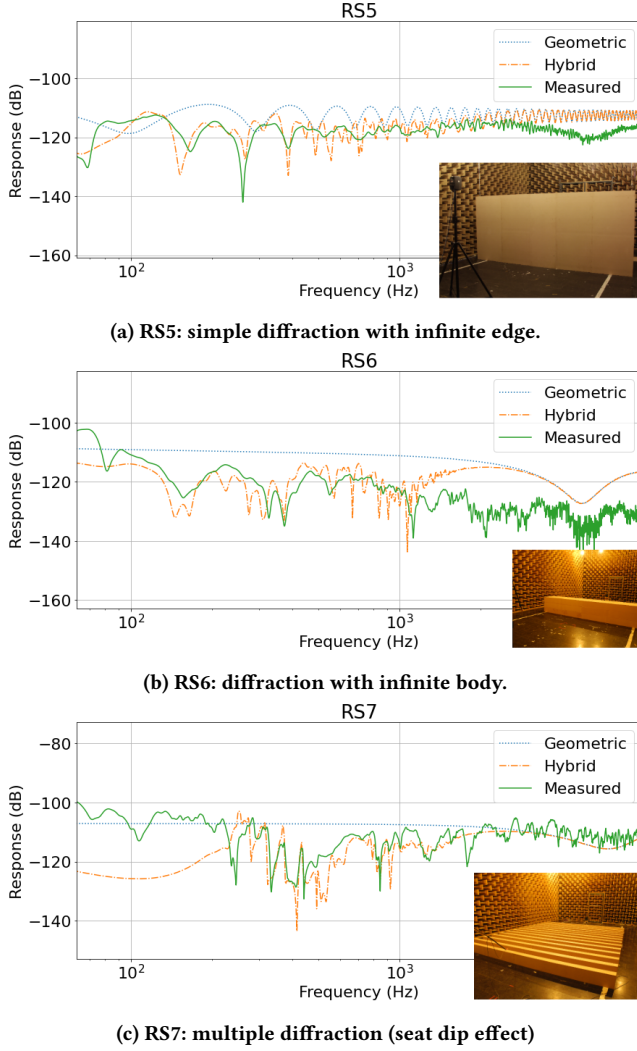 RS5
Response (dB)
−100
−120
−140
−160
Geometric
Hybrid
Measured
10²
10³
Frequency (Hz)
(a) RS5: simple diffraction with infinite edge.
RS6
Response (dB)
−100
−120
−140
−160
Geometric
Hybrid
Measured
10²
10³
Frequency (Hz)
(b) RS6: diffraction with infinite body.
RS7
Response (dB)
−80
−100
−120
−140
Geometric
Hybrid
Measured
10²
10³
Frequency (Hz)
(c) RS7: multiple diffraction (seat dip effect)